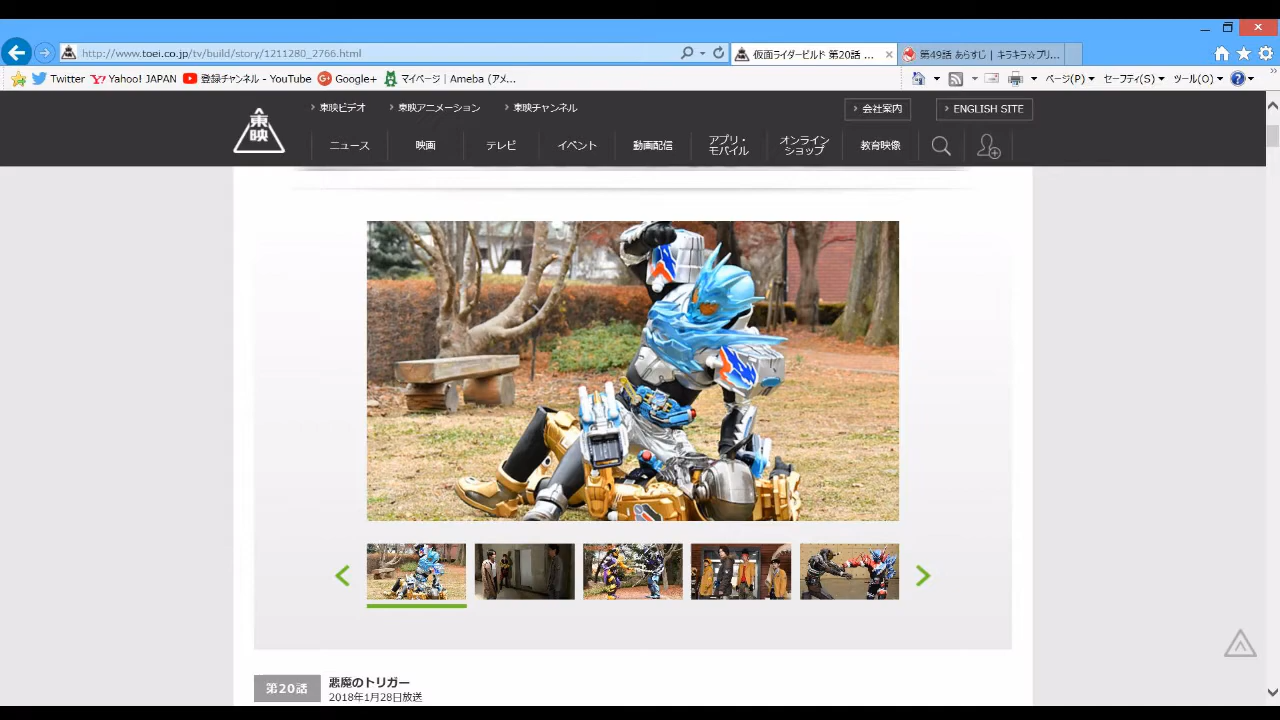 http://www.toei.co.jp/tv/build/story/1211280_2766.html
仮面ライダービルド 第20話 ...
第49話 あらすじ | キラキラ☆プリ...
Twitter
Yahoo! JAPAN
登録チャンネル - YouTube
Google+
マイページ | Ameba (アメ...
ページ(P)
セーフティ(S)
ツール(O)
東映
東映ビデオ
東映アニメーション
東映チャンネル
会社案内
ENGLISH SITE
ニュース
映画
テレビ
イベント
動画配信
アプリ・
モバイル
オンライン
ショップ
教育映像
第20話
悪魔のトリガー
2018年1月28日放送